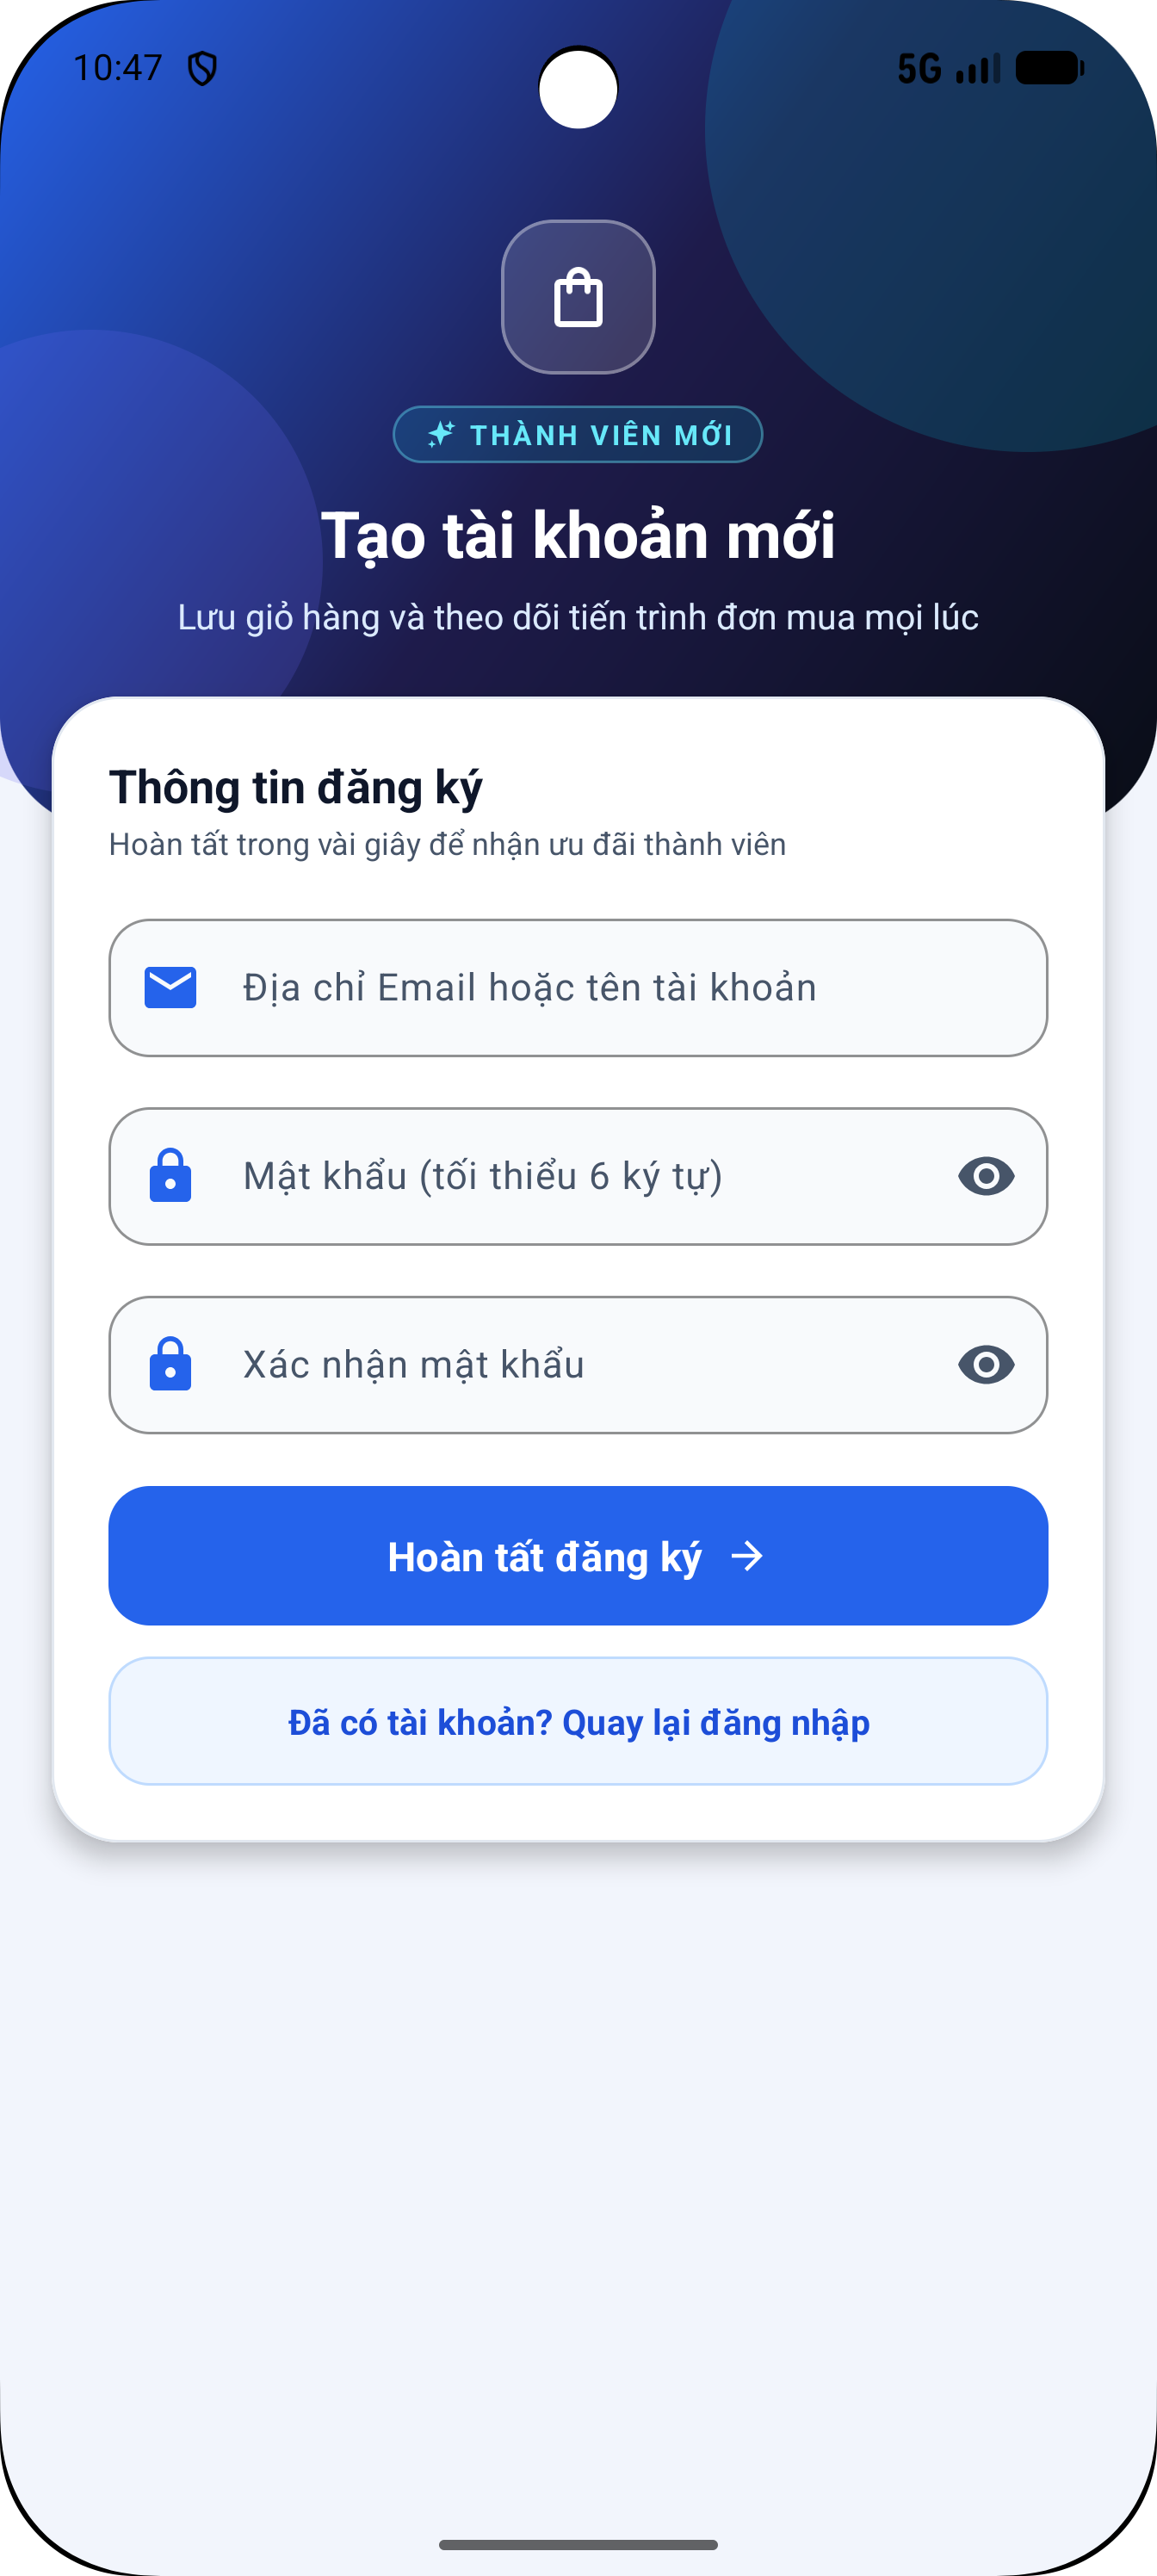 10:47
5G
THÀNH VIÊN MỚI
Tạo tài khoản mới
Lưu giỏ hàng và theo dõi tiến trình đơn mua mọi lúc
Thông tin đăng ký
Hoàn tất trong vài giây để nhận ưu đãi thành viên
Địa chỉ Email hoặc tên tài khoản
Mật khẩu (tối thiểu 6 ký tự)
Xác nhận mật khẩu
Hoàn tất đăng ký
Đã có tài khoản? Quay lại đăng nhập